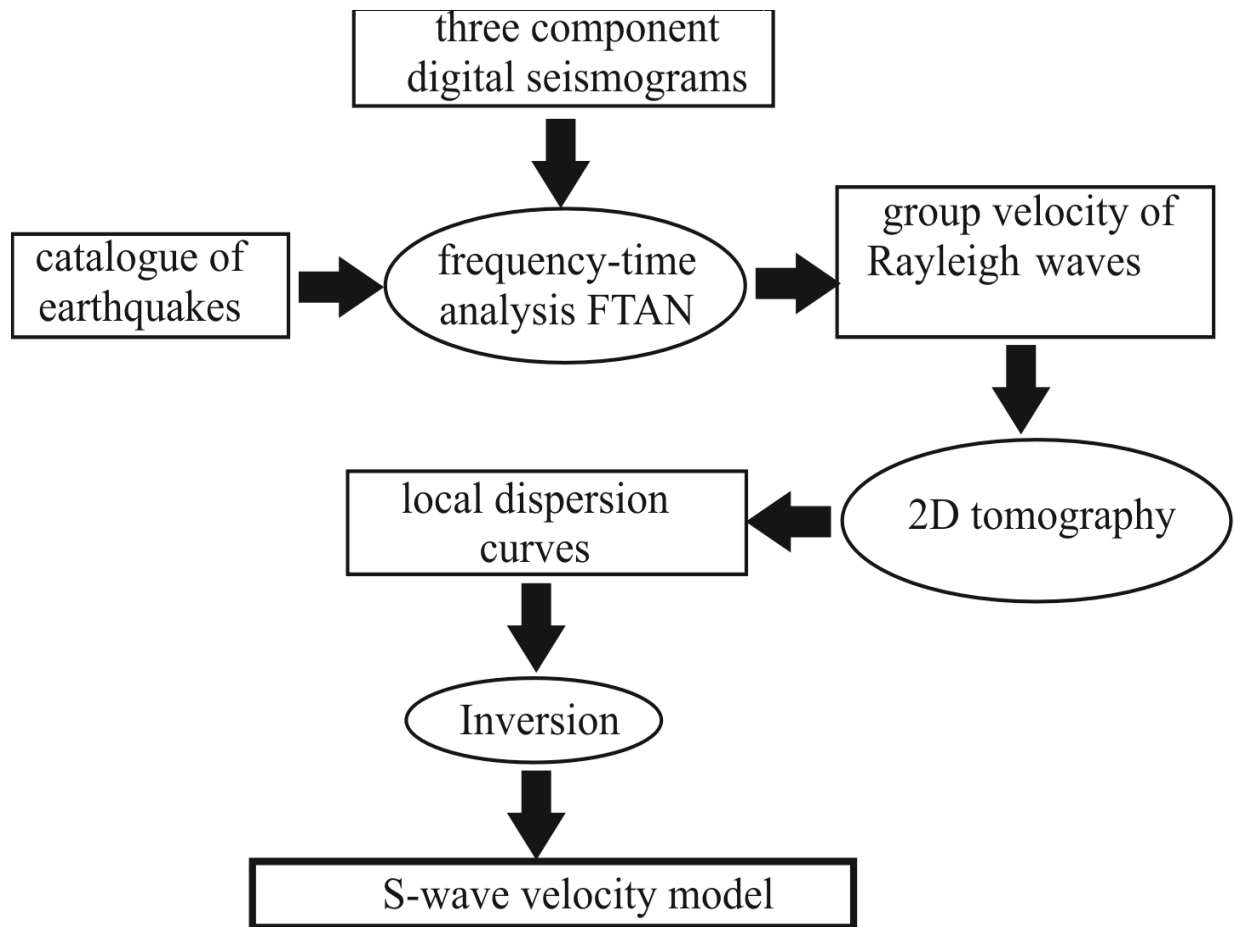 three component
digital seismograms
catalogue of
earthquakes
frequency-time
analysis FTAN
group velocity of
Rayleigh waves
2D tomography
local dispersion
curves
Inversion
S-wave velocity model